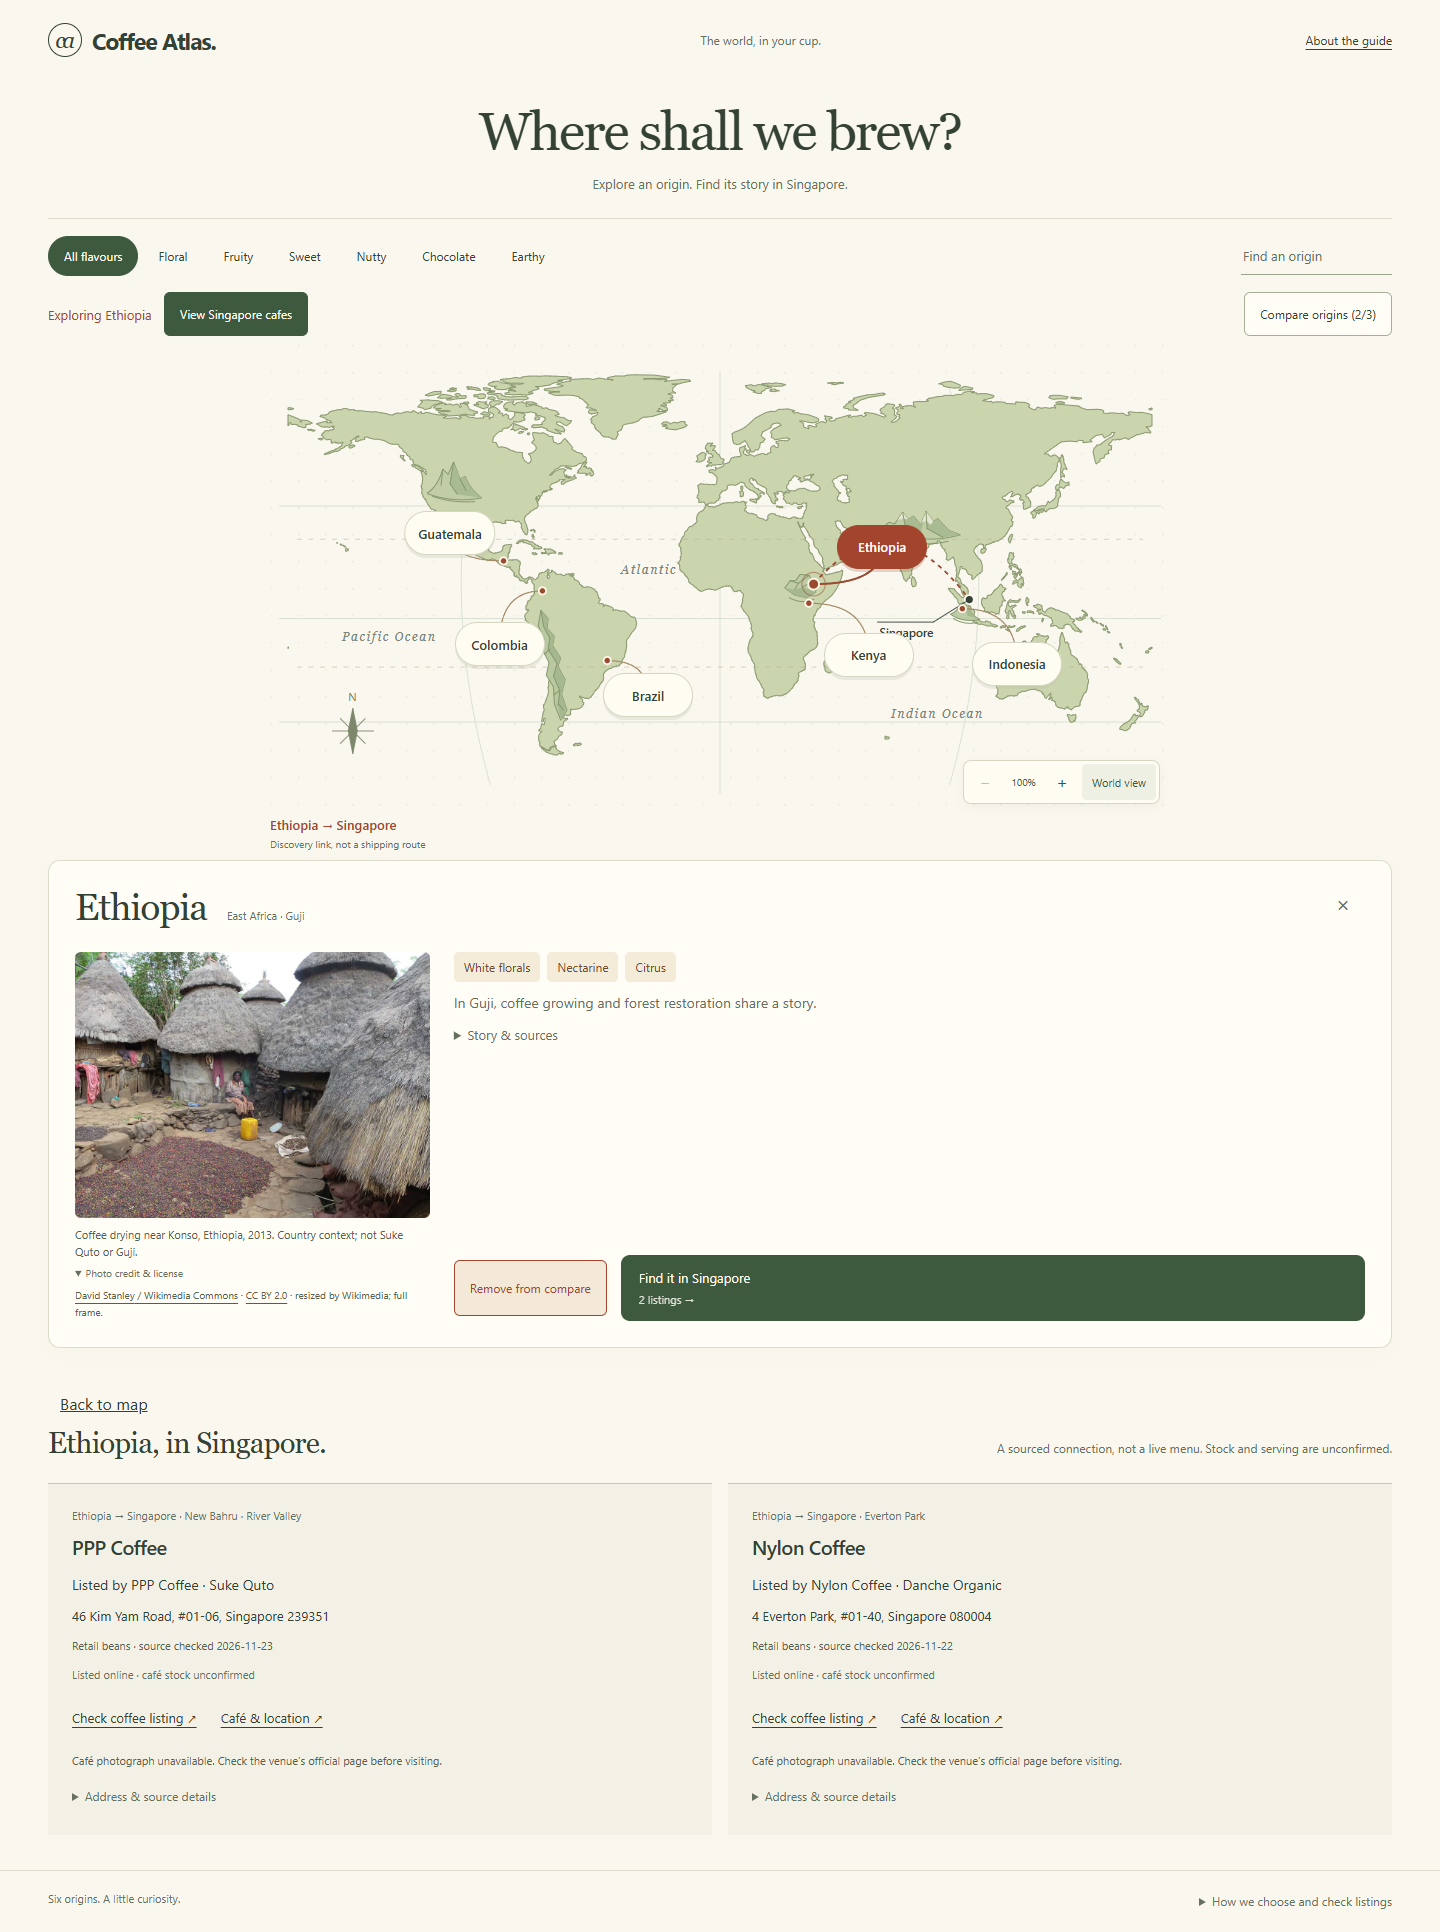 ca Coffee Atlas.
The world, in your cup.
About the guide
Where shall we brew?
Explore an origin. Find its story in Singapore.
All flavours
Floral
Fruity
Sweet
Nutty
Chocolate
Earthy
Find an origin
Exploring Ethiopia
View Singapore cafes
Compare origins (2/3)
Guatemala
Ethiopia
Atlantic
Singapore
Pacific Ocean
Colombia
Kenya
Indonesia
Brazil
N
Indian Ocean
− 100% + World view
Ethiopia → Singapore
Discovery link, not a shipping route
Ethiopia
East Africa · Guji
×
White florals
Nectarine
Citrus
In Guji, coffee growing and forest restoration share a story.
▶ Story & sources
Coffee drying near Konso, Ethiopia, 2013. Country context; not Suke
Quto or Guji.
▼ Photo credit & license
David Stanley / Wikimedia Commons · CC BY 2.0 · resized by Wikimedia; full
frame.
Remove from compare
Find it in Singapore
2 listings →
Back to map
Ethiopia, in Singapore.
A sourced connection, not a live menu. Stock and serving are unconfirmed.
Ethiopia → Singapore · New Bahru · River Valley
PPP Coffee
Listed by PPP Coffee · Suke Quto
46 Kim Yam Road, #01-06, Singapore 239351
Retail beans · source checked 2026-11-23
Listed online · café stock unconfirmed
Check coffee listing ↗
Café & location ↗
Café photograph unavailable. Check the venue's official page before visiting.
▶ Address & source details
Ethiopia → Singapore · Everton Park
Nylon Coffee
Listed by Nylon Coffee · Danche Organic
4 Everton Park, #01-40, Singapore 080004
Retail beans · source checked 2026-11-22
Listed online · café stock unconfirmed
Check coffee listing ↗
Café & location ↗
Café photograph unavailable. Check the venue's official page before visiting.
▶ Address & source details
Six origins. A little curiosity.
▶ How we choose and check listings